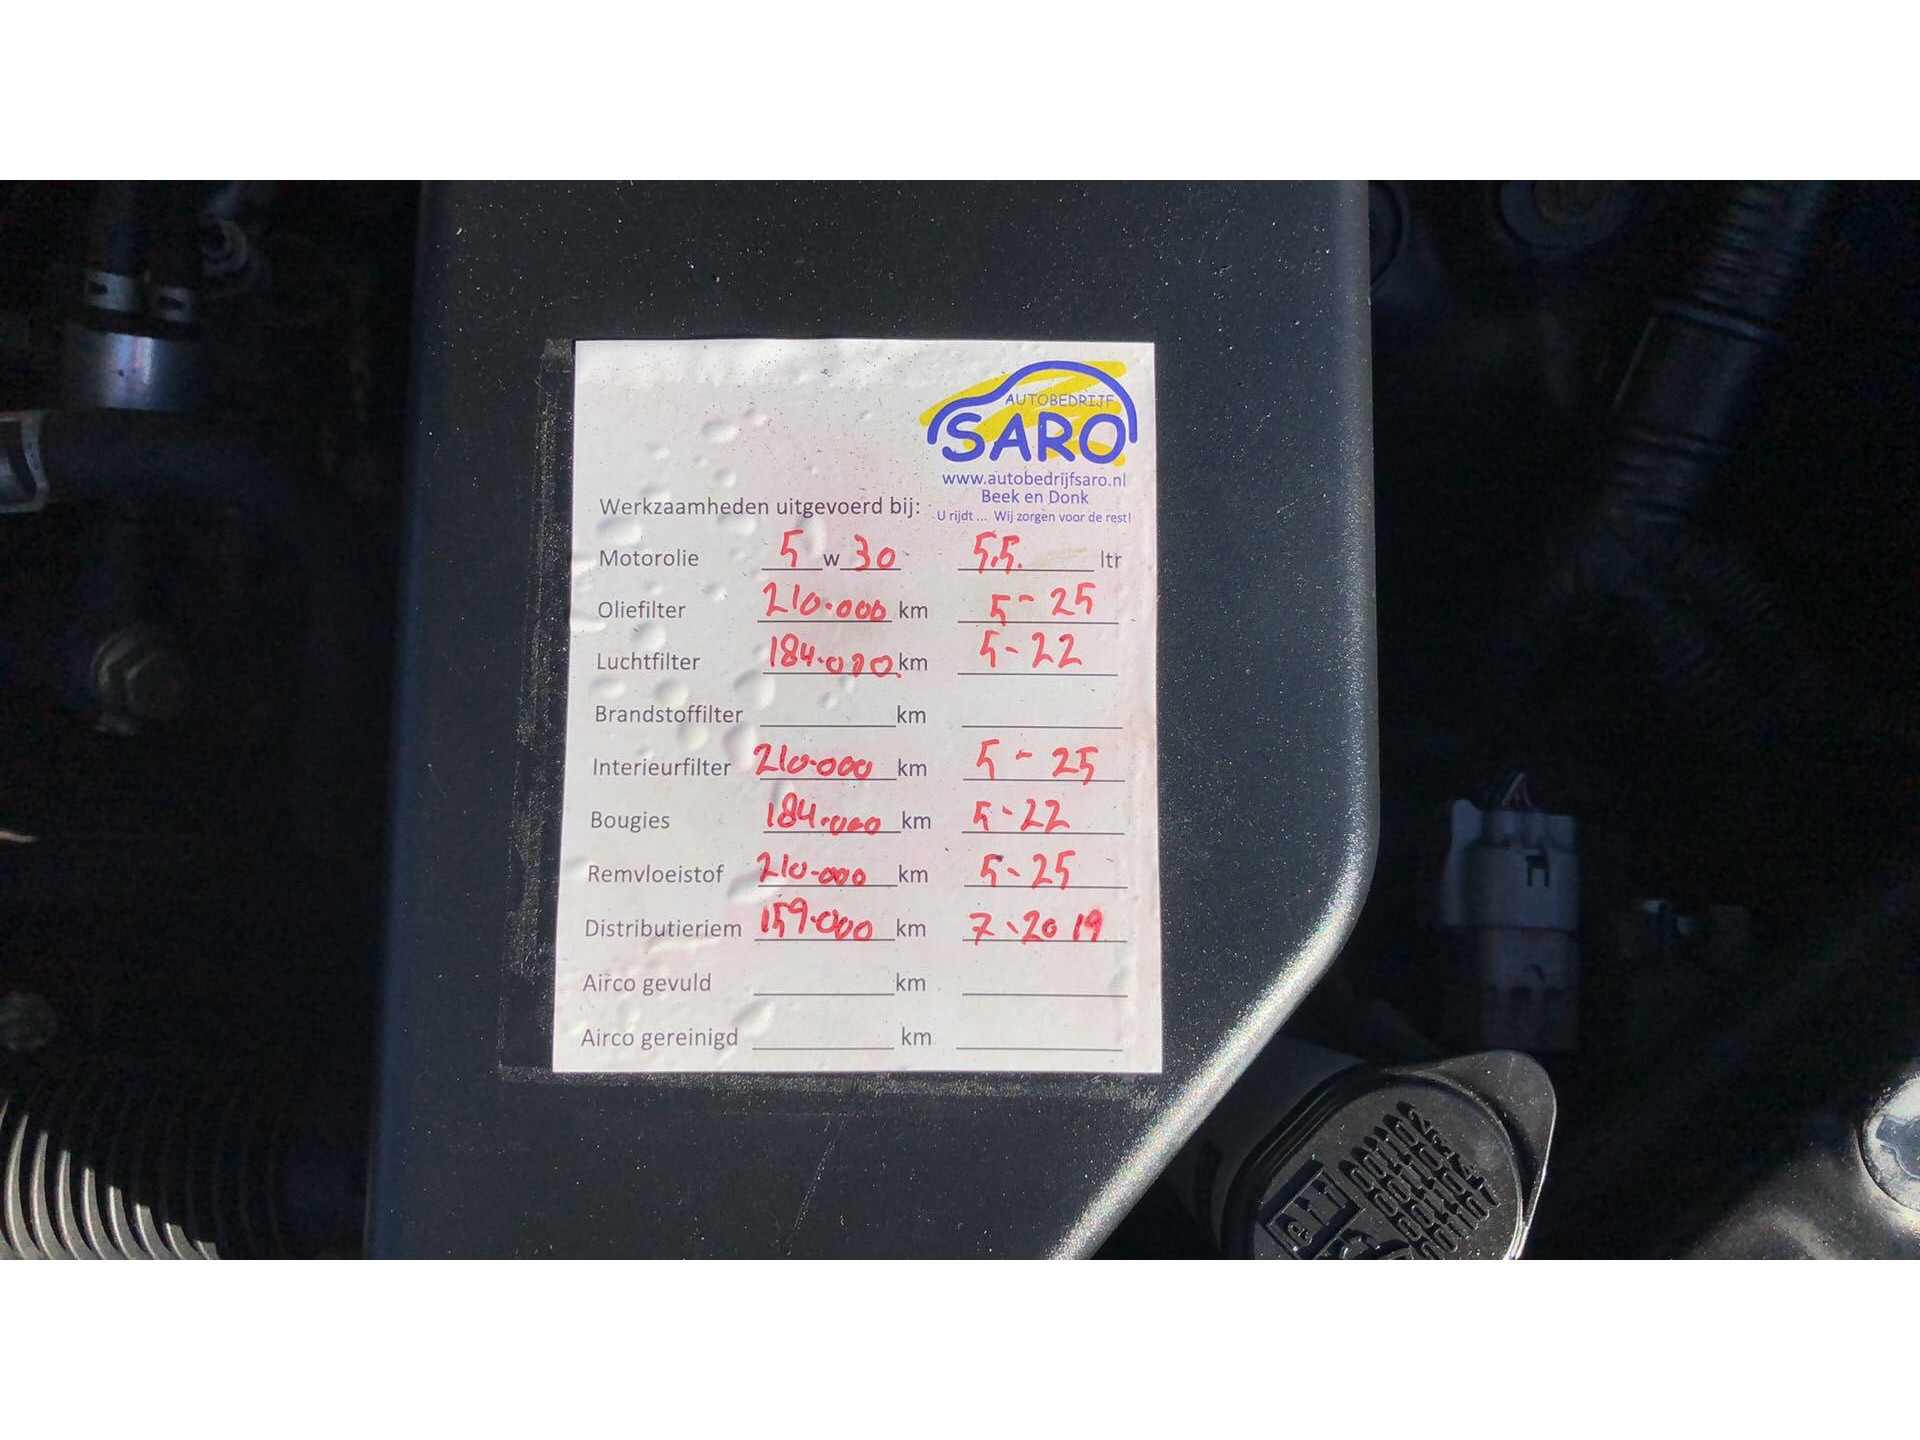 AUTOBEDRIJF
SARO
www.autobedrijfsaro.nl
Beek en Donk
U rijdt ... Wij zorgen voor de rest!
Werkzaamheden uitgevoerd bij:
Motorolie 5 w 30 5,5. ltr
Oliefilter 210.000 km 5-25
Luchtfilter 184.000 km 5-22
Brandstoffilter km
Interieurfilter 210.000 km 5-25
Bougies 184.000 km 5-22
Remvloeistof 210.000 km 5-25
Distributieriem 159.000 km 7-2019
Airco gevuld km
Airco gereinigd km